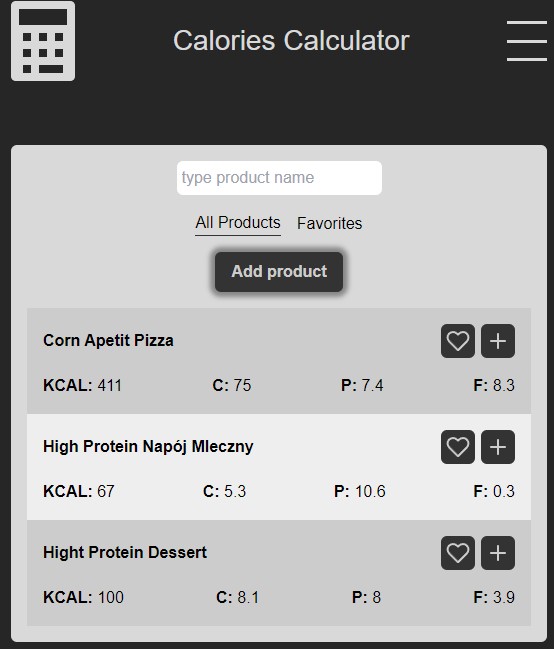 Calories Calculator
type product name
All Products Favorites
Add product
Corn Apetit Pizza
KCAL: 411 C: 75 P: 7.4 F: 8.3
High Protein Napój Mleczny
KCAL: 67 C: 5.3 P: 10.6 F: 0.3
Hight Protein Dessert
KCAL: 100 C: 8.1 P: 8 F: 3.9